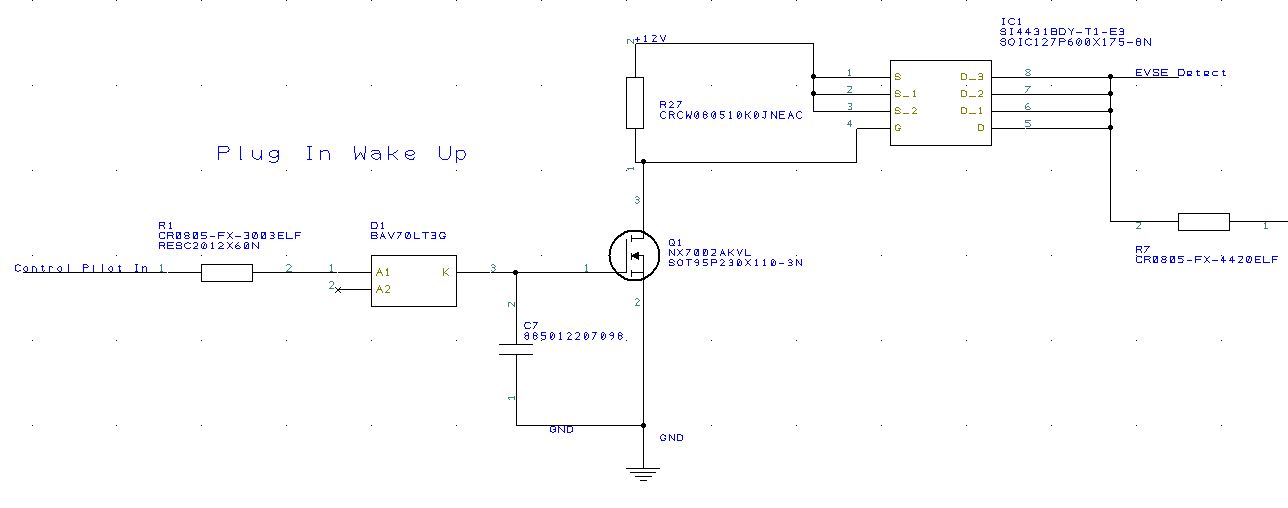 IC1
SI4431BDY-T1-E3
SOIC127P600X175-8N
2
+12V
1 S D_3 8 EVSE Detect
2 S_1 D_2 7
3 S_2 D_1 6
4 G D 5
R27
CRCW080510K0JNEAC
Plug In Wake Up
1
3
R1
CR0805-FX-3003ELF
RESC2012X60N
D1
BAV70LT3G
2 1
R7
CR0805-FX-4420ELF
Q1
NX7002AKVL
SOT95P230X110-3N
Control Pilot In 1 2 1 A1 K 3 1
2 A2
2
2
C7
885012207098
1
GND
GND